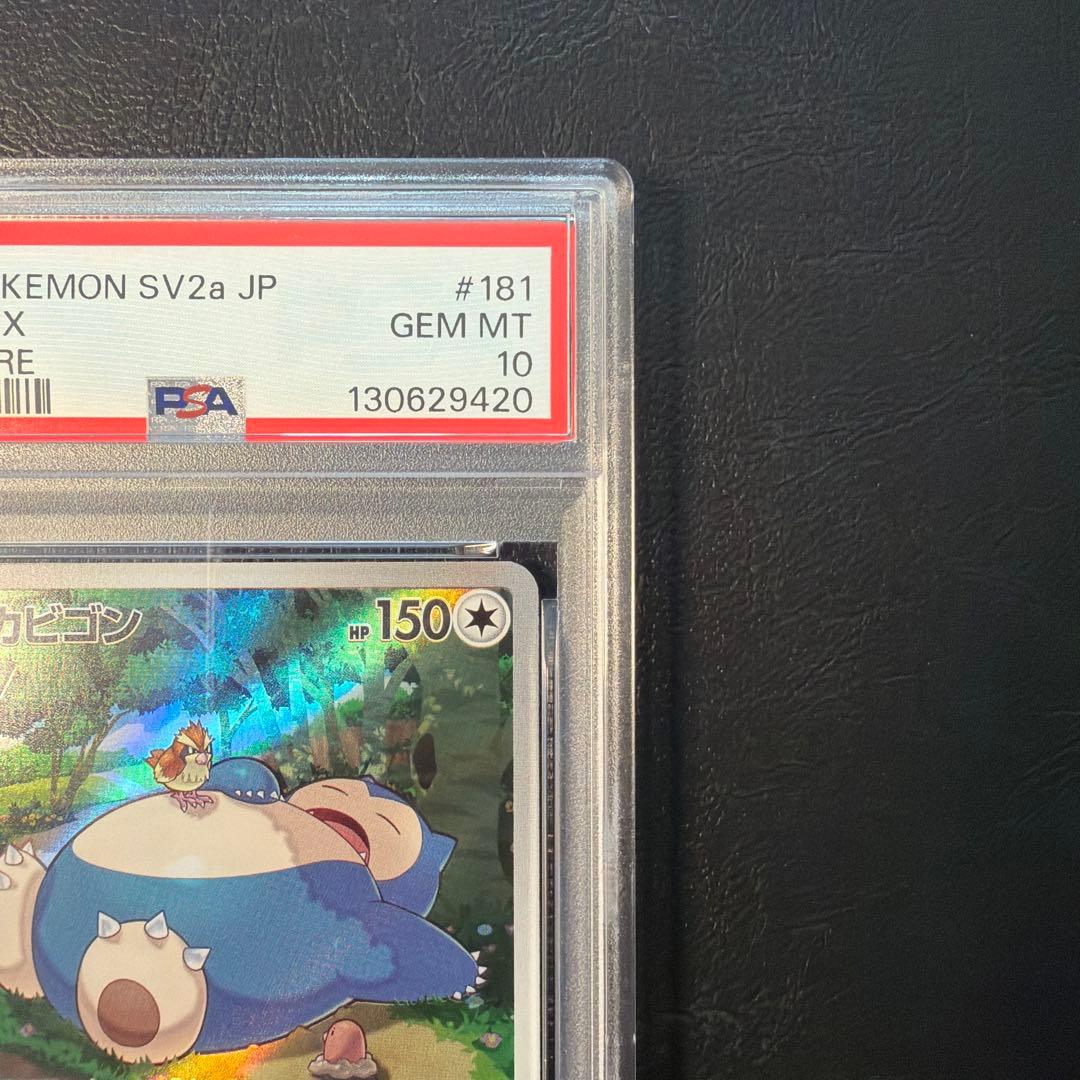 KEMON SV2a JP #181
X GEM MT
RE 10
PSA 130629420
カビゴン HP 150